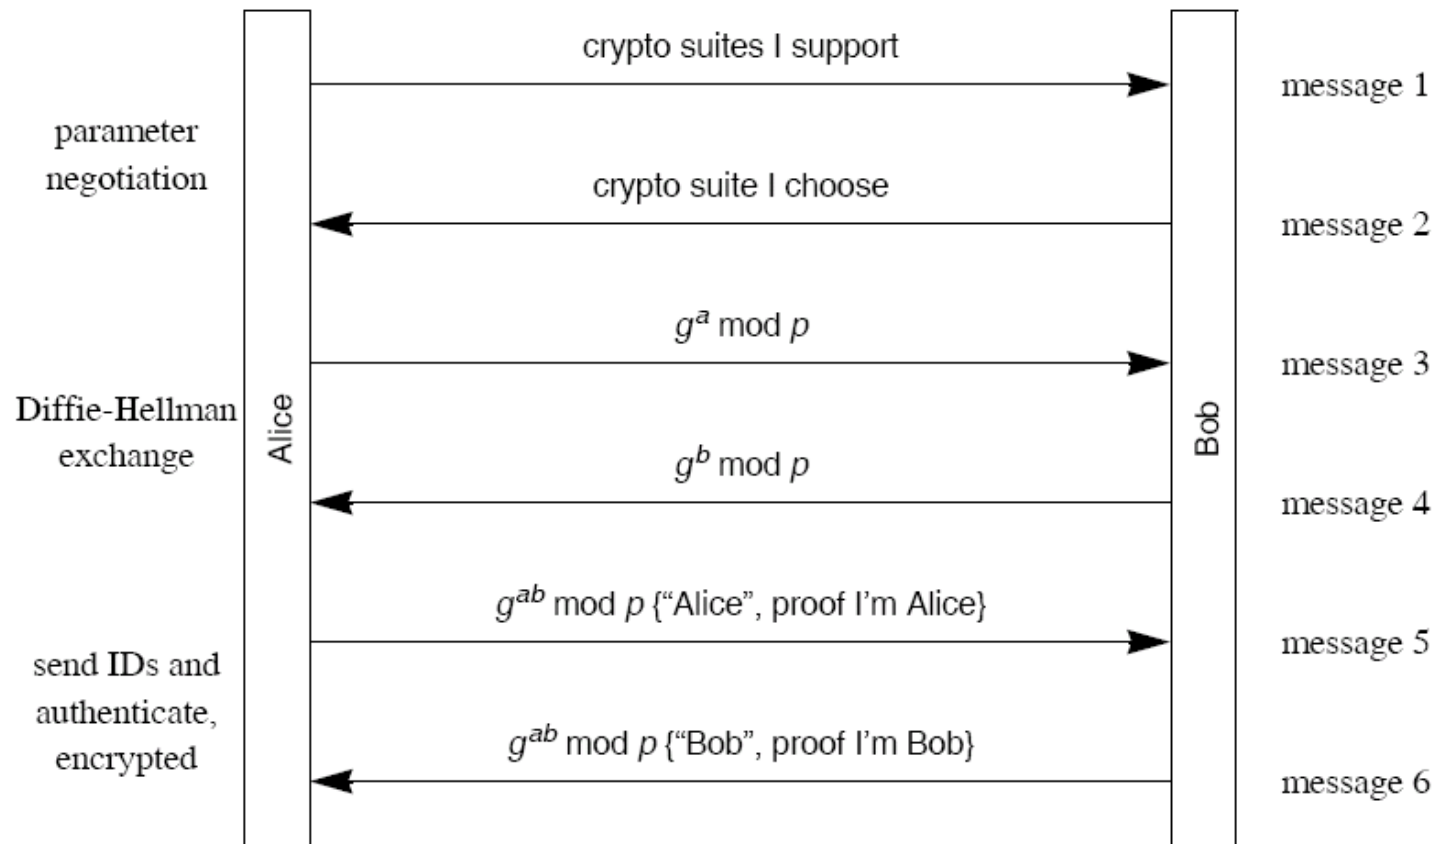 crypto suites I support
message 1
parameter
negotiation
crypto suite I choose
message 2
g^a mod p
message 3
Diffie-Hellman
exchange
Alice
Bob
g^b mod p
message 4
g^ab mod p {“Alice”, proof I’m Alice}
message 5
send IDs and
authenticate,
encrypted
g^ab mod p {“Bob”, proof I’m Bob}
message 6